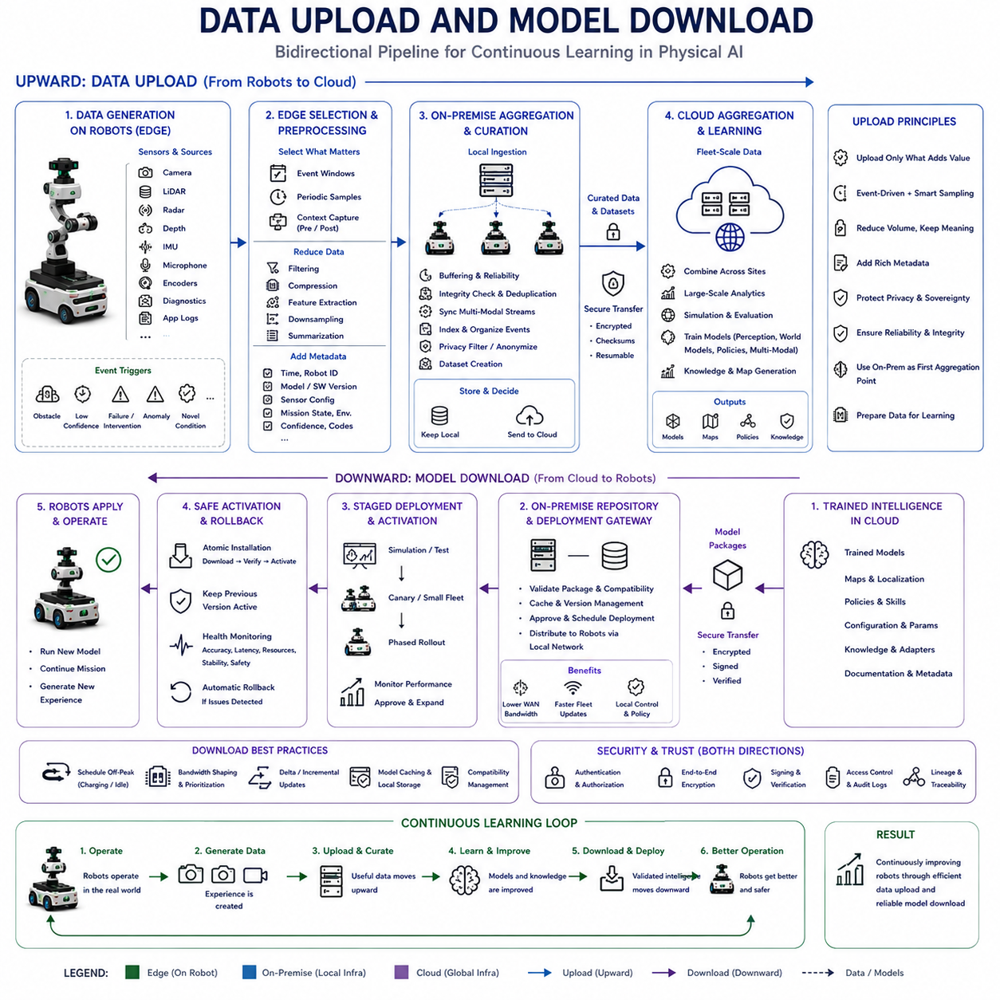 DATA UPLOAD AND MODEL DOWNLOAD
Bidirectional Pipeline for Continuous Learning in Physical AI
UPWARD: DATA UPLOAD (From Robots to Cloud)
1. DATA GENERATION
ON ROBOTS (EDGE)
Sensors & Sources
Camera
LiDAR
Radar
Depth
IMU
Microphone
Encoders
Diagnostics
App Logs
...
Event Triggers
Obstacle
Low
Confidence
Failure /
Intervention
Anomaly
Novel
Condition
...
2. EDGE SELECTION &
PREPROCESSING
Select What Matters
Event Windows
Periodic Samples
Context Capture
(Pre / Post)
Reduce Data
Filtering
Compression
Feature Extraction
Downsampling
Summarization
Add Metadata
Time, Robot ID
Model / SW Version
Sensor Config
Mission State, Env.
Confidence, Codes
...
3. ON-PREMISE AGGREGATION
& CURATION
Local Ingestion
Buffering & Reliability
Integrity Check & Deduplication
Sync Multi-Modal Streams
Index & Organize Events
Privacy Filter / Anonymize
Dataset Creation
Store & Decide
Keep Local
Send to Cloud
Curated Data
& Datasets
Secure Transfer
• Encrypted
• Checksums
• Resumable
4. CLOUD AGGREGATION
& LEARNING
Fleet-Scale Data
Combine Across Sites
Large-Scale Analytics
Simulation & Evaluation
Train Models (Perception, World
Models, Policies, Multi-Modal)
Knowledge & Map Generation
Outputs
Models
Maps
Policies
Knowledge
UPLOAD PRINCIPLES
Upload Only What Adds Value
Event-Driven + Smart Sampling
Reduce Volume, Keep Meaning
Add Rich Metadata
Protect Privacy & Sovereignty
Ensure Reliability & Integrity
Use On-Prem as First Aggregation
Point
Prepare Data for Learning
DOWNWARD: MODEL DOWNLOAD (From Cloud to Robots)
5. ROBOTS APPLY
& OPERATE
• Run New Model
• Continue Mission
• Generate New
Experience
4. SAFE ACTIVATION
& ROLLBACK
Atomic Installation
Download → Verify → Activate
Keep Previous
Version Active
Health Monitoring
Accuracy, Latency, Resources,
Stability, Safety
Automatic Rollback
If Issues Detected
3. STAGED DEPLOYMENT
& ACTIVATION
Simulation / Test
Canary / Small Fleet
Phased Rollout
Monitor Performance
Approve & Expand
2. ON-PREMISE REPOSITORY
& DEPLOYMENT GATEWAY
• Validate Package & Compatibility
• Cache & Version Management
• Approve & Schedule Deployment
• Distribute to Robots via
Local Network
Benefits
Lower WAN
Bandwidth
Faster Fleet
Updates
Local Control
& Policy
Model
Packages
Secure Transfer
• Encrypted
• Signed
• Verified
1. TRAINED INTELLIGENCE
IN CLOUD
Trained Models
Maps & Localization
Policies & Skills
Configuration & Params
Knowledge & Adapters
Documentation & Metadata
DOWNLOAD BEST PRACTICES
Schedule Off-Peak
(Charging / Idle)
Bandwidth Shaping
& Prioritization
Delta / Incremental
Updates
Model Caching &
Local Storage
Compatibility
Management
SECURITY & TRUST (BOTH DIRECTIONS)
Authentication
& Authorization
End-to-End
Encryption
Signing &
Verification
Access Control
& Audit Logs
Lineage &
Traceability
CONTINUOUS LEARNING LOOP
1. Operate
Robots operate
in the real world
2. Generate Data
Experience is
created
3. Upload & Curate
Useful data moves
upward
4. Learn & Improve
Models and knowledge
are improved
5. Download & Deploy
Validated intelligence
moves downward
6. Better Operation
Robots get better
and safer
RESULT
Continuously improving
robots through efficient
data upload and
reliable model download
LEGEND:
Edge (On Robot)
On-Premise (Local Infra)
Cloud (Global Infra)
Upload (Upward)
Download (Downward)
Data / Models